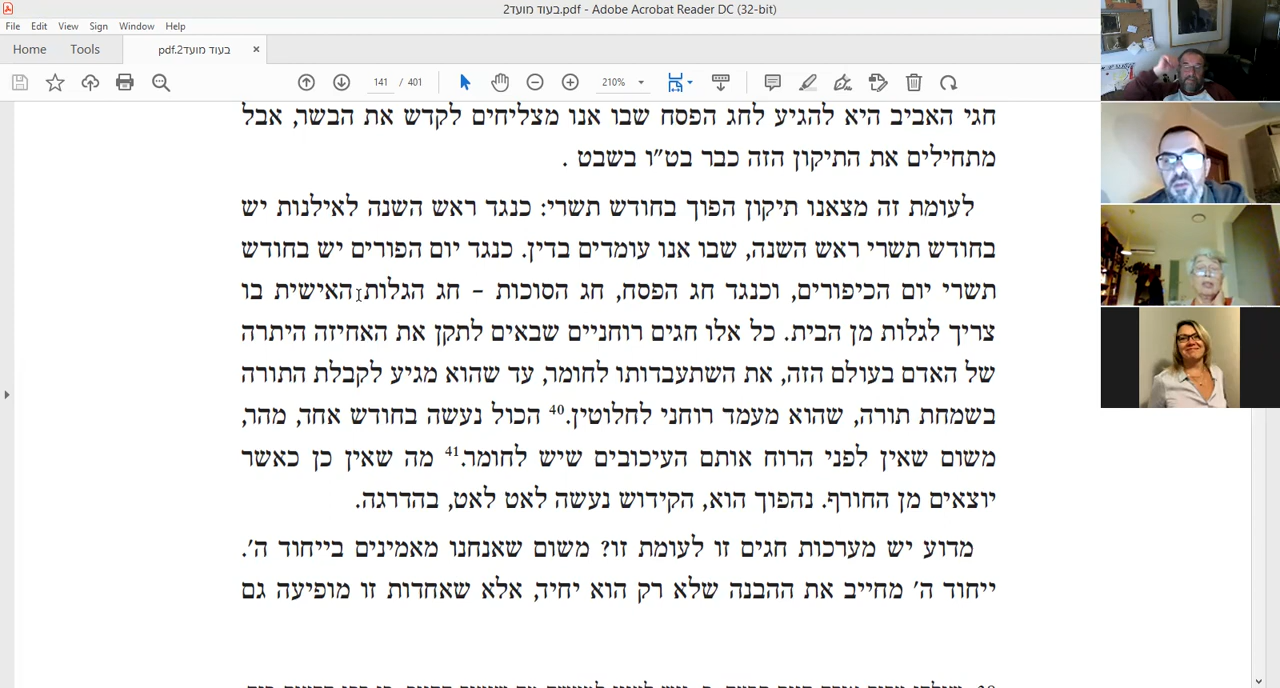 בעוד מועד2.pdf - Adobe Acrobat Reader DC (32-bit)
File Edit View Sign Window Help
Home Tools בעוד מועד2.pdf ×
141 / 401 210%
חגי האביב היא להגיע לחג הפסח שבו אנו מצליחים לקדש את הבשר, אבל
מתחילים את התיקון הזה כבר בט״ו בשבט .
לעומת זה מצאנו תיקון הפוך בחודש תשרי: כנגד ראש השנה לאילנות יש
בחודש תשרי ראש השנה, שבו אנו עומדים בדין. כנגד יום הפורים יש בחודש
תשרי יום הכיפורים, וכנגד חג הפסח, חג הסוכות – חג הגלות האישית בו
צריך לגלות מן הבית. כל אלו חגים רוחניים שבאים לתקן את האחיזה היתרה
של האדם בעולם הזה, את השתעבדותו לחומר, עד שהוא מגיע לקבלת התורה
בשמחת תורה, שהוא מעמד רוחני לחלוטין.40 הכול נעשה בחודש אחד, מהר,
משום שאין לפני הרוח אותם העיכובים שיש לחומר.41 מה שאין כן כאשר
יוצאים מן החורף. נהפוך הוא, הקידוש נעשה לאט לאט, בהדרגה.
מדוע יש מערכות חגים זו לעומת זו? משום שאנחנו מאמינים בייחוד ה׳.
ייחוד ה׳ מחייב את ההבנה שלא רק הוא יחיד, אלא שאחדות זו מופיעה גם